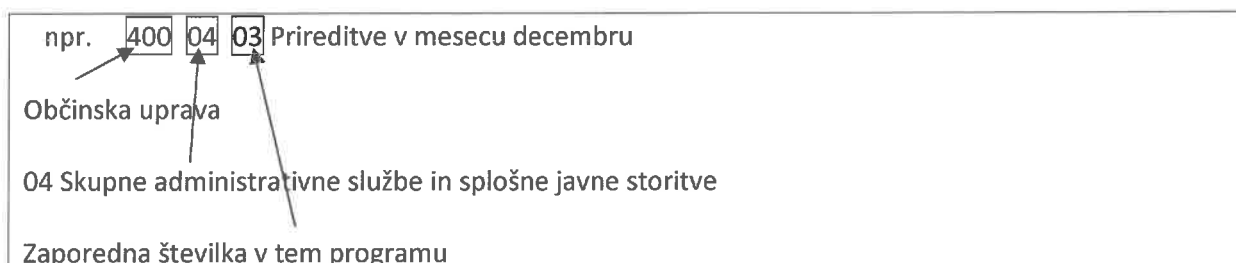 npr. 400 04 03 Prireditve v mesecu decembru
Občinska uprava
04 Skupne administrativne službe in splošne javne storitve
Zaporedna številka v tem programu